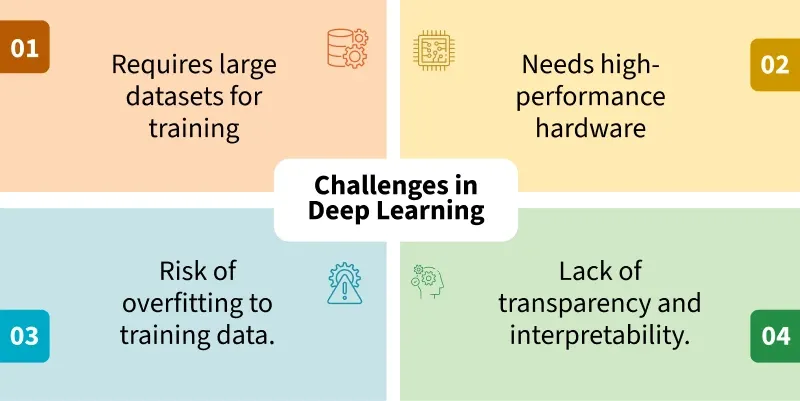 01
Requires large
datasets for
training
Needs high-
performance
hardware
02
Challenges in
Deep Learning
Risk of
overfitting to
training data.
03
Lack of
transparency and
interpretability.
04